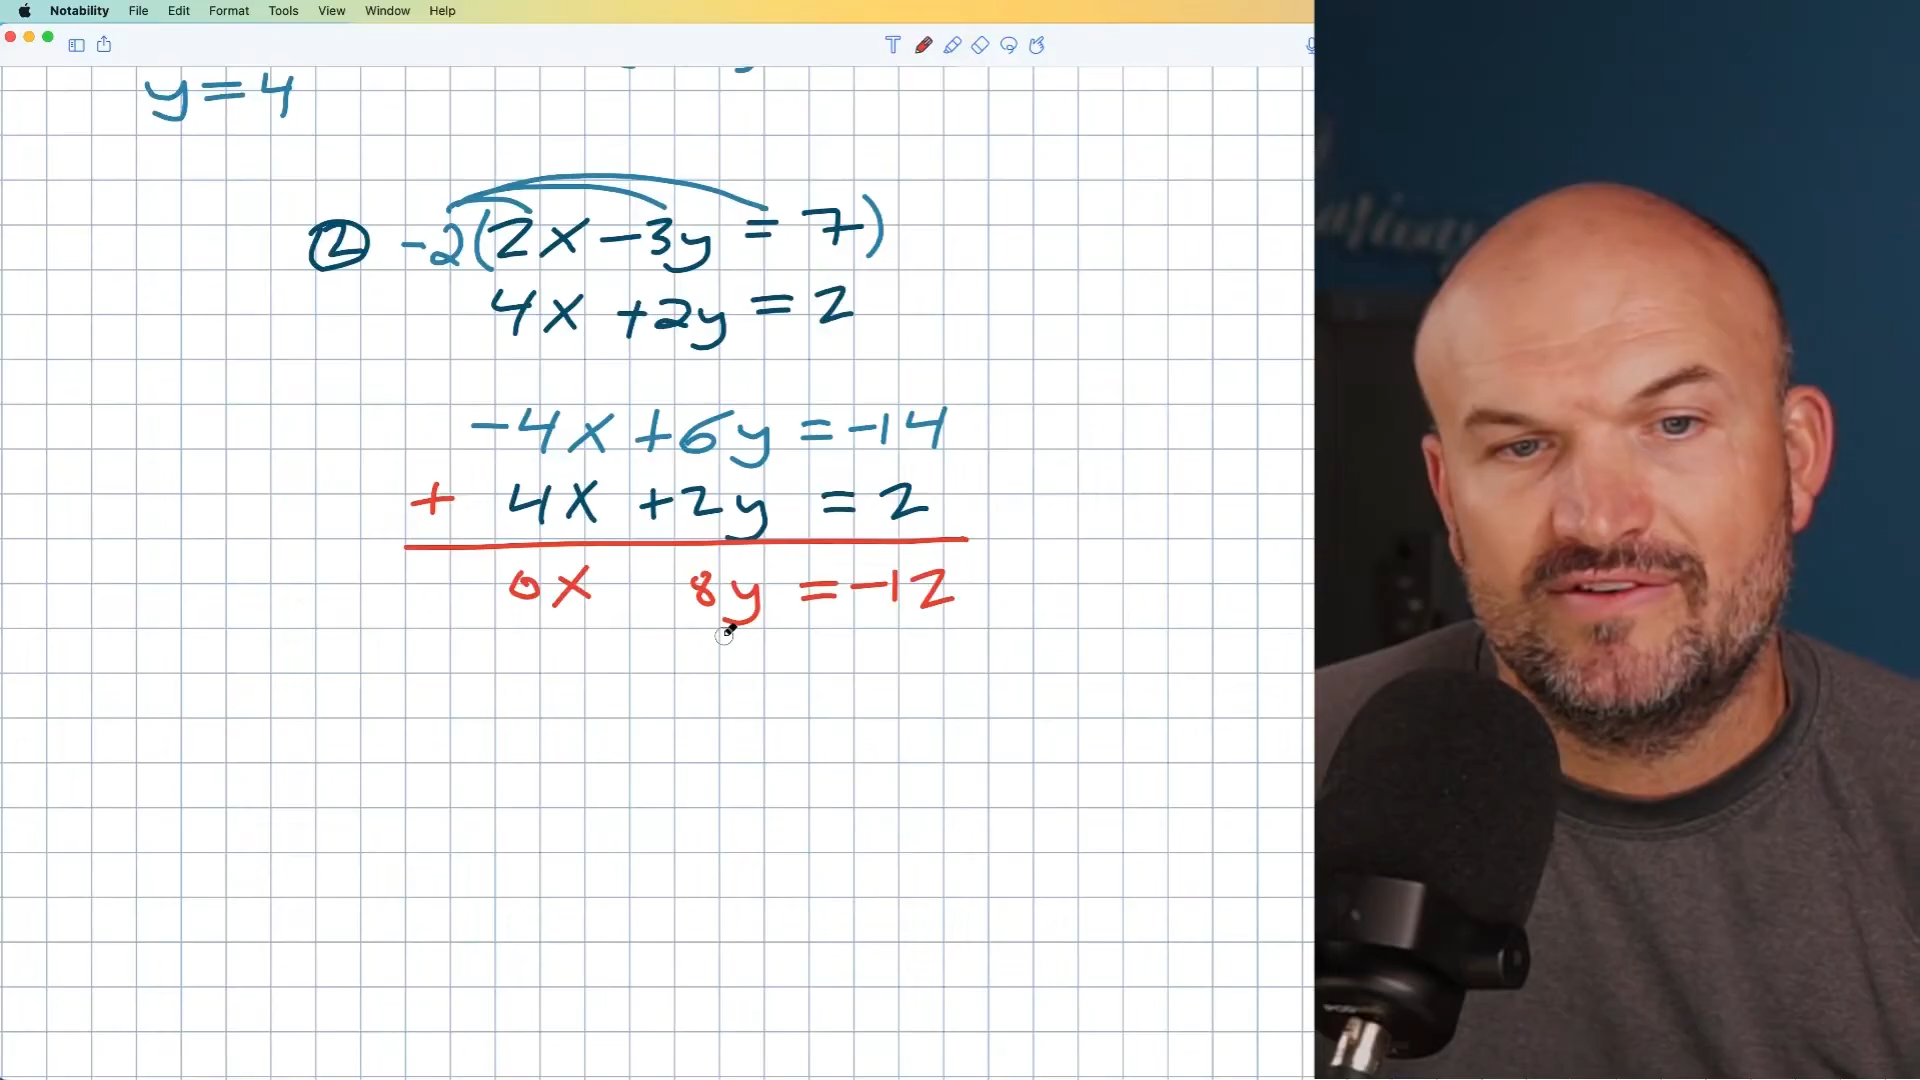 Notability File Edit Format Tools View Window Help
T
y=4
② -2(2x-3y = 7)
4x +2y = 2
-4x +6y = -14
+ 4x +2y = 2
0x 8y = -12